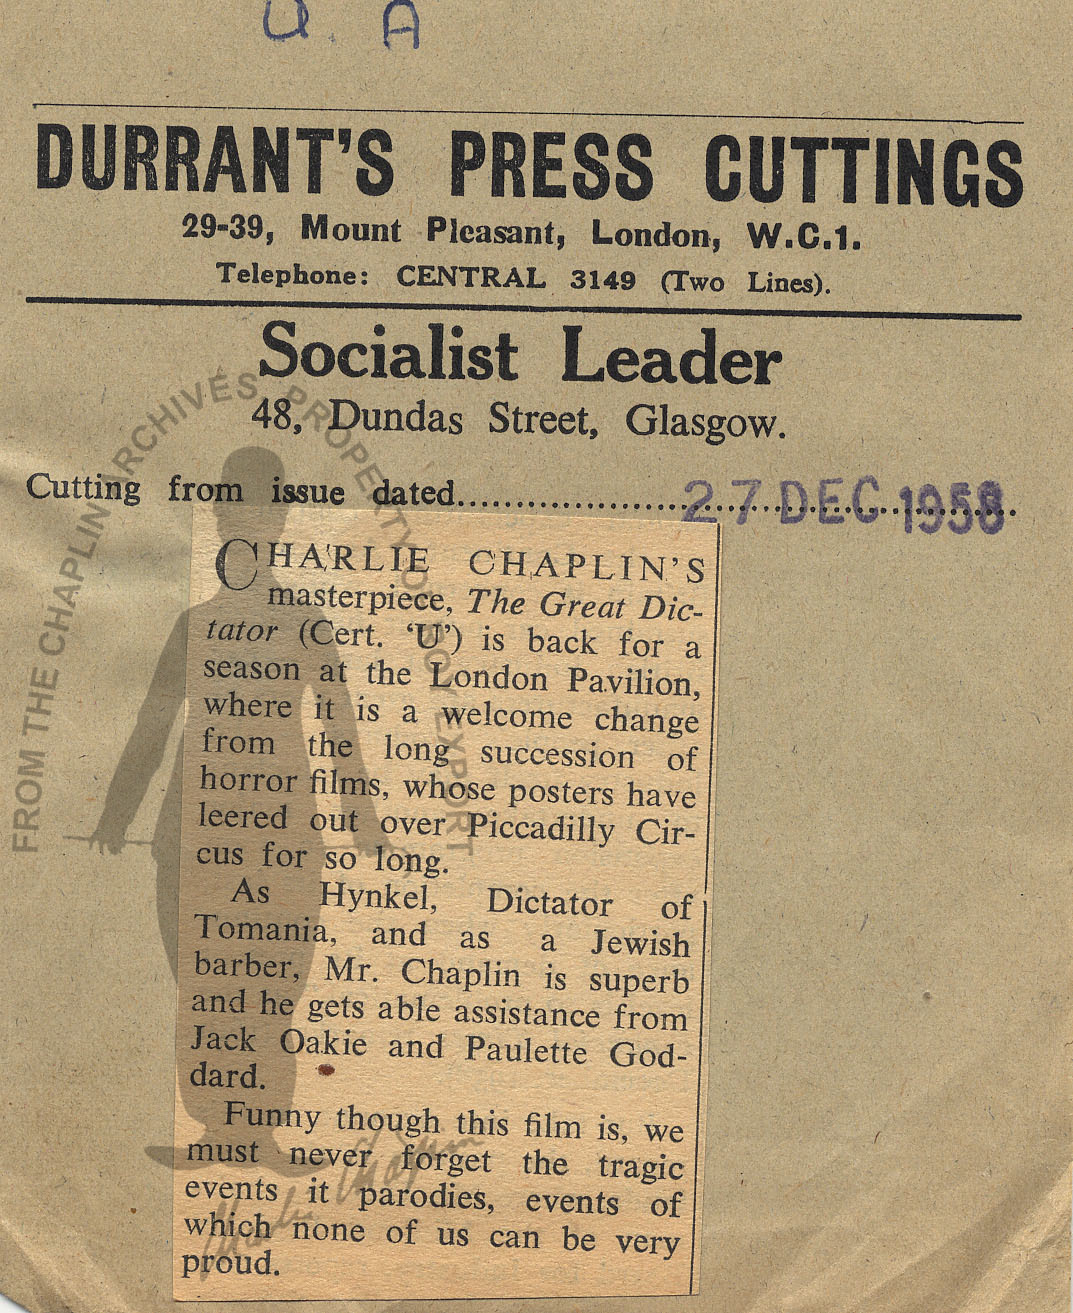 U. A
DURRANT'S PRESS CUTTINGS
29-39, Mount Pleasant, London, W.C.1.
Telephone: CENTRAL 3149 (Two Lines).
Socialist Leader
48, Dundas Street, Glasgow.
Cutting from issue dated.......................................
27 DEC 1958
CHARLIE CHAPLIN'S
masterpiece, The Great Dic-
tator (Cert. 'U') is back for a
season at the London Pavilion,
where it is a welcome change
from the long succession of
horror films, whose posters have
leered out over Piccadilly Cir-
cus for so long.
As Hynkel, Dictator of
Tomania, and as a Jewish
barber, Mr. Chaplin is superb
and he gets able assistance from
Jack Oakie and Paulette God-
dard.
Funny though this film is, we
must never forget the tragic
events it parodies, events of
which none of us can be very
proud.
FROM THE CHAPLIN ARCHIVES, PROPERTY OF ROY EXPORT
Charlie Chaplin